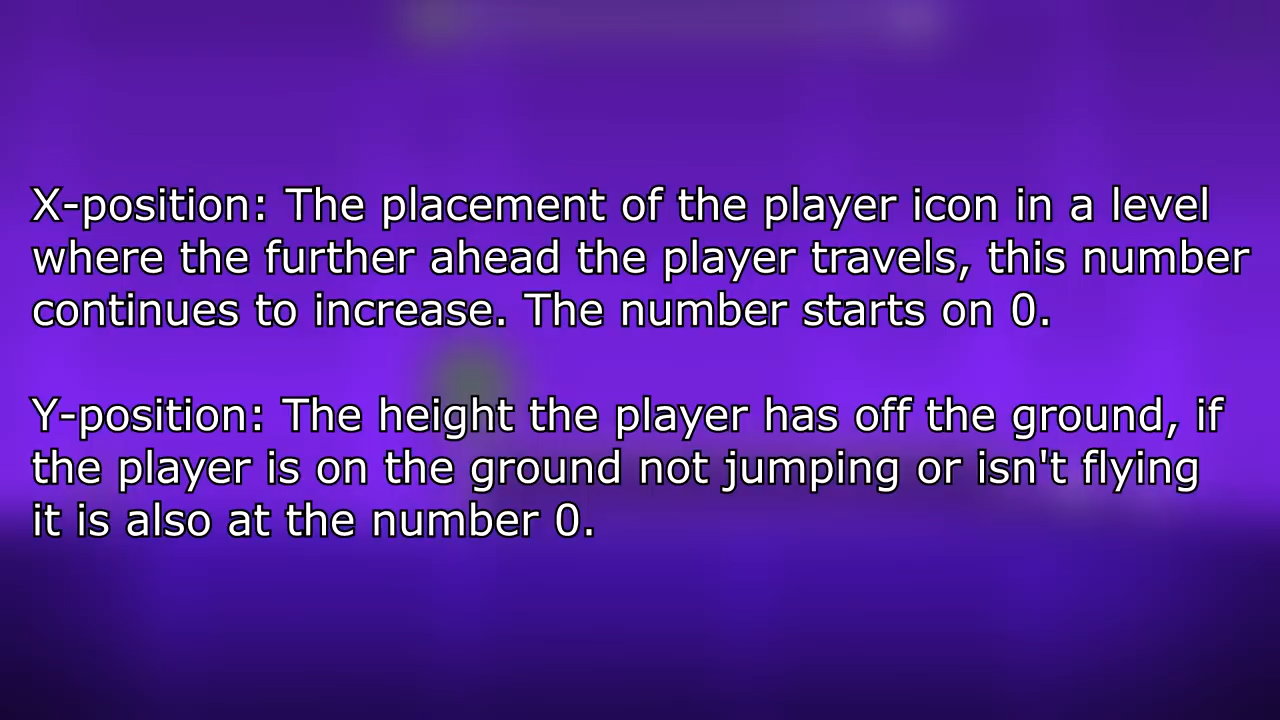 X-position: The placement of the player icon in a level
where the further ahead the player travels, this number
continues to increase. The number starts on 0.
Y-position: The height the player has off the ground, if
the player is on the ground not jumping or isn't flying
it is also at the number 0.